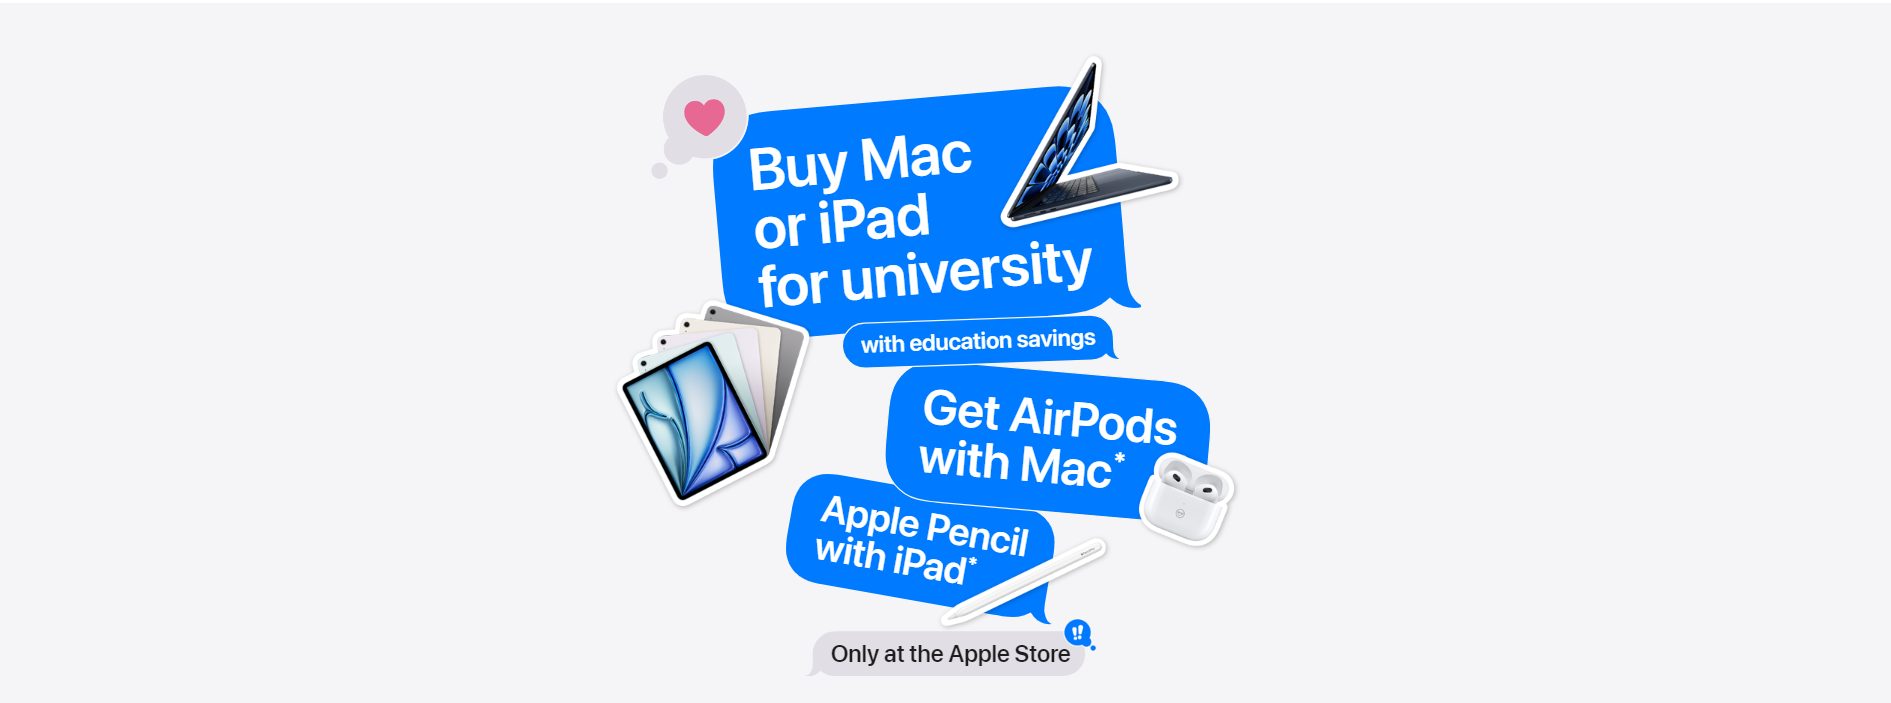 Buy Mac
or iPad
for university
with education savings
Get AirPods
with Mac*
Apple Pencil
with iPad*
!!
Only at the Apple Store